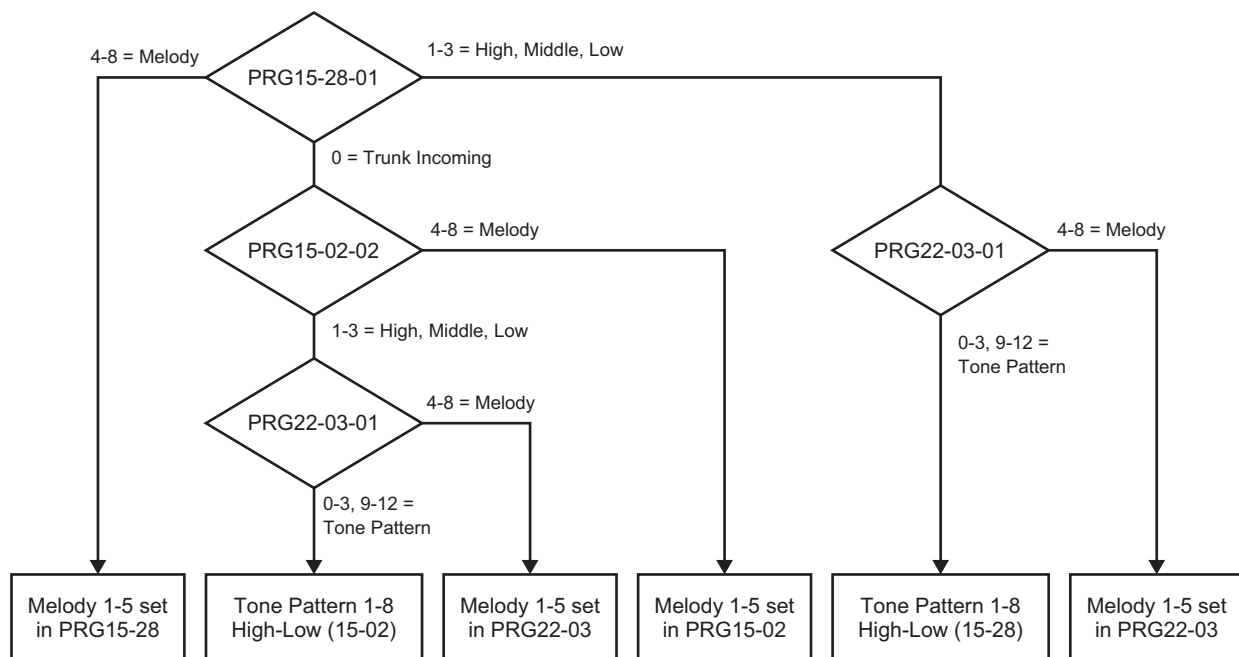 4-8 = Melody
PRG15-28-01
1-3 = High, Middle, Low
0 = Trunk Incoming
PRG15-02-02
4-8 = Melody
PRG22-03-01
4-8 = Melody
1-3 = High, Middle, Low
0-3, 9-12 =
Tone Pattern
PRG22-03-01
4-8 = Melody
0-3, 9-12 =
Tone Pattern
Melody 1-5 set
in PRG15-28
Tone Pattern 1-8
High-Low (15-02)
Melody 1-5 set
in PRG22-03
Melody 1-5 set
in PRG15-02
Tone Pattern 1-8
High-Low (15-28)
Melody 1-5 set
in PRG22-03